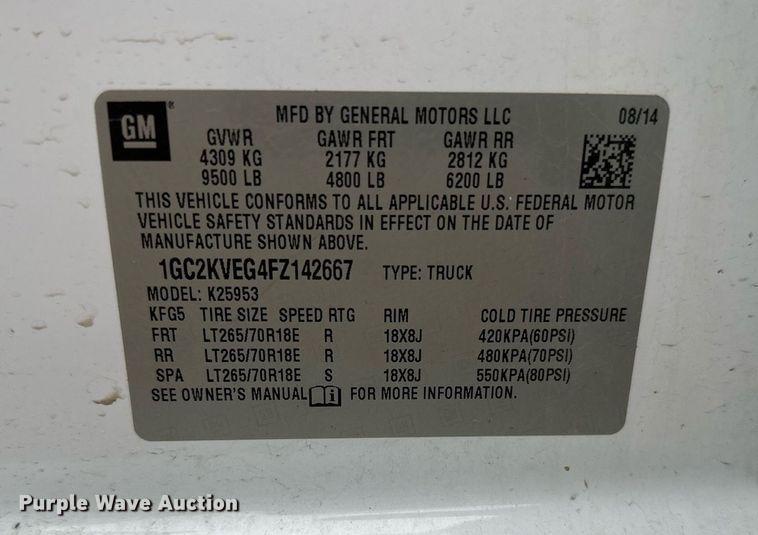 GM ® MFD BY GENERAL MOTORS LLC 08/14
GVWR GAWR FRT GAWR RR
4309 KG 2177 KG 2812 KG
9500 LB 4800 LB 6200 LB
THIS VEHICLE CONFORMS TO ALL APPLICABLE U.S. FEDERAL MOTOR
VEHICLE SAFETY STANDARDS IN EFFECT ON THE DATE OF
MANUFACTURE SHOWN ABOVE.
1GC2KVEG4FZ142667 TYPE: TRUCK
MODEL: K25953
KFG5 TIRE SIZE SPEED RTG RIM COLD TIRE PRESSURE
FRT LT265/70R18E R 18X8J 420KPA(60PSI)
RR LT265/70R18E R 18X8J 480KPA(70PSI)
SPA LT265/70R18E S 18X8J 550KPA(80PSI)
SEE OWNER'S MANUAL i FOR MORE INFORMATION.
Purple Wave Auction